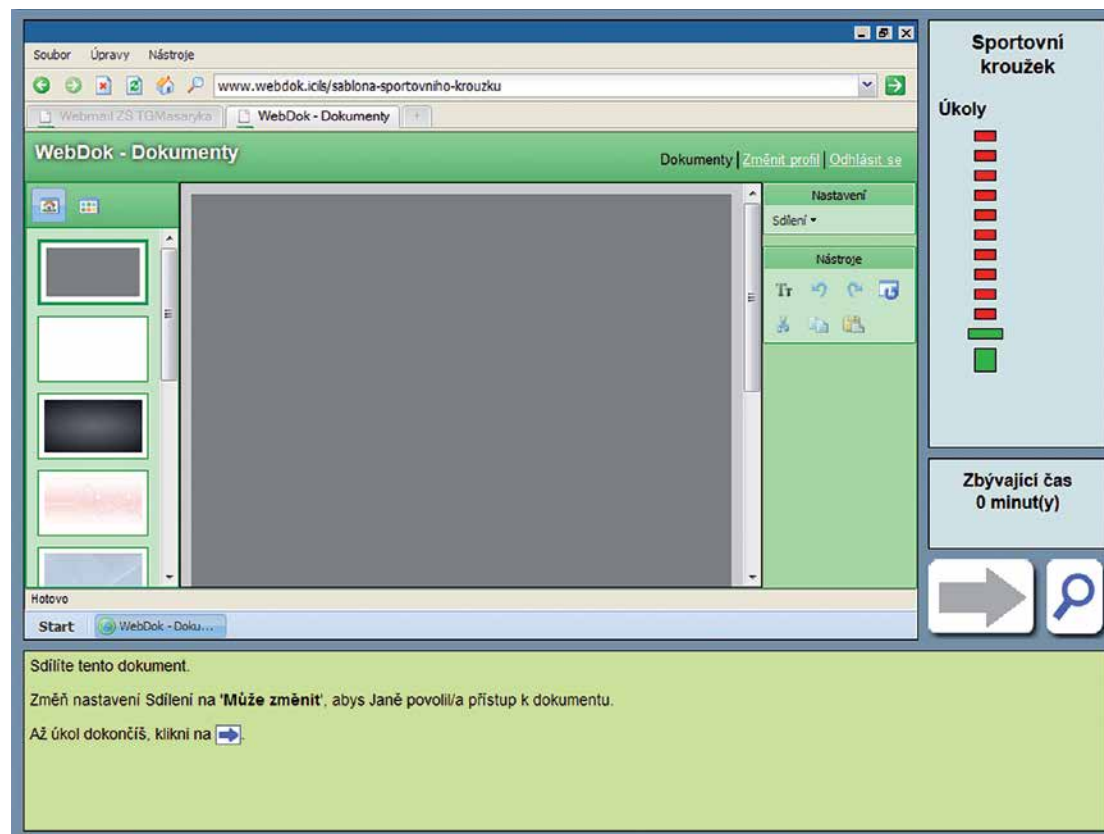 Soubor Úpravy Nástroje
www.webdok.icils/sablona-sportovniho-krouzku
Webmail ZŠ TGMasaryka WebDok - Dokumenty +
WebDok - Dokumenty
Dokumenty | Změnit profil | Odhlásit se
Nastavení
Sdílení
Nástroje
Tт
Hotovo
Start WebDok - Doku...
Sportovní
kroužek
Úkoly
Zbývající čas
0 minut(y)
Sdílíte tento dokument.
Změň nastavení Sdílení na 'Může změnit', abys Janě povolil/a přístup k dokumentu.
Až úkol dokončíš, klikni na .